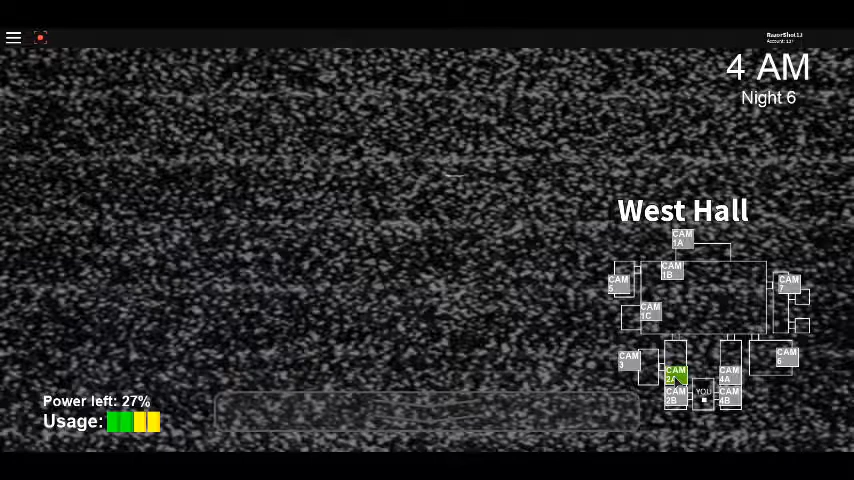 RazorShot13
4 AM
Night 6
West Hall
CAM 1A
CAM 1B
CAM 5
CAM 7
CAM 1C
CAM 3
CAM 6
CAM 2A
CAM 4A
CAM 2B
YOU
CAM 4B
Power left: 27%
Usage: